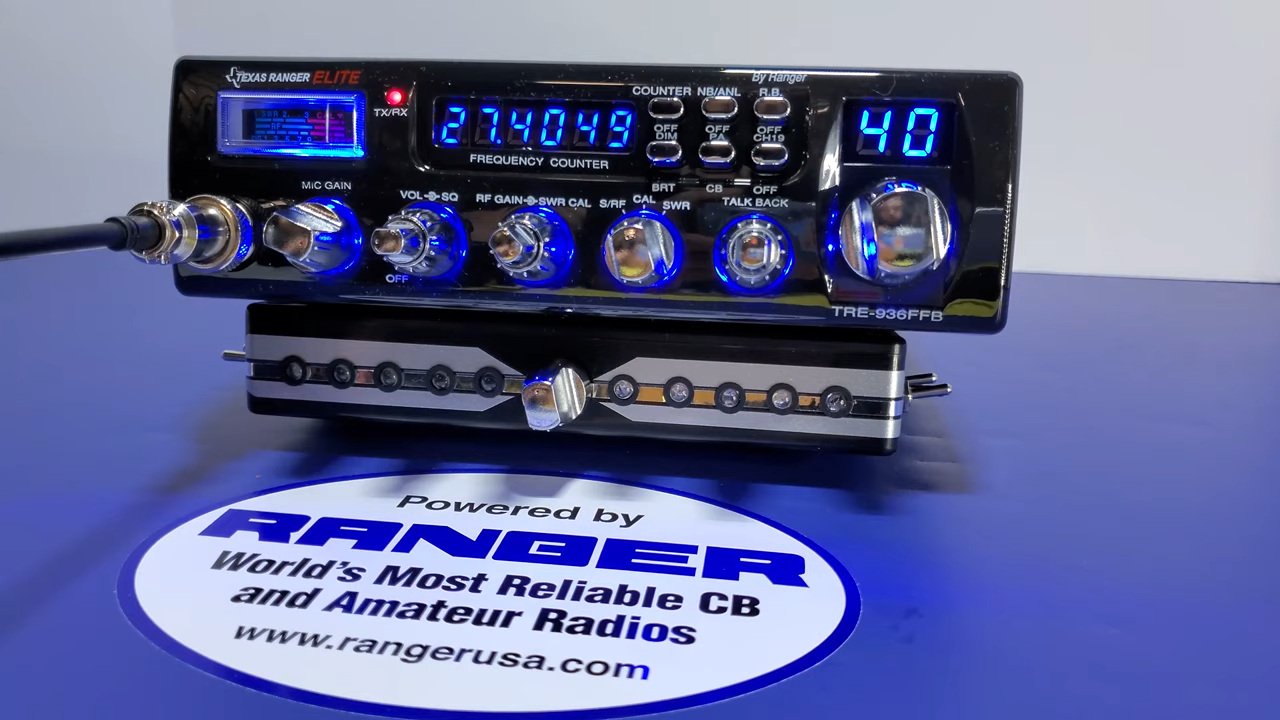 TEXAS RANGER ELITE
By Ranger
TX/RX
27.4049
FREQUENCY COUNTER
COUNTER NB/ANL R.B.
OFF OFF OFF
DIM PA CH19
BRT CB OFF
40
MIC GAIN
VOL SQ
OFF
RF GAIN SWR CAL
S/RF CAL SWR
TALK BACK
TRE-936FFB
Powered by
RANGER
World's Most Reliable CB
and Amateur Radios
www.rangerusa.com